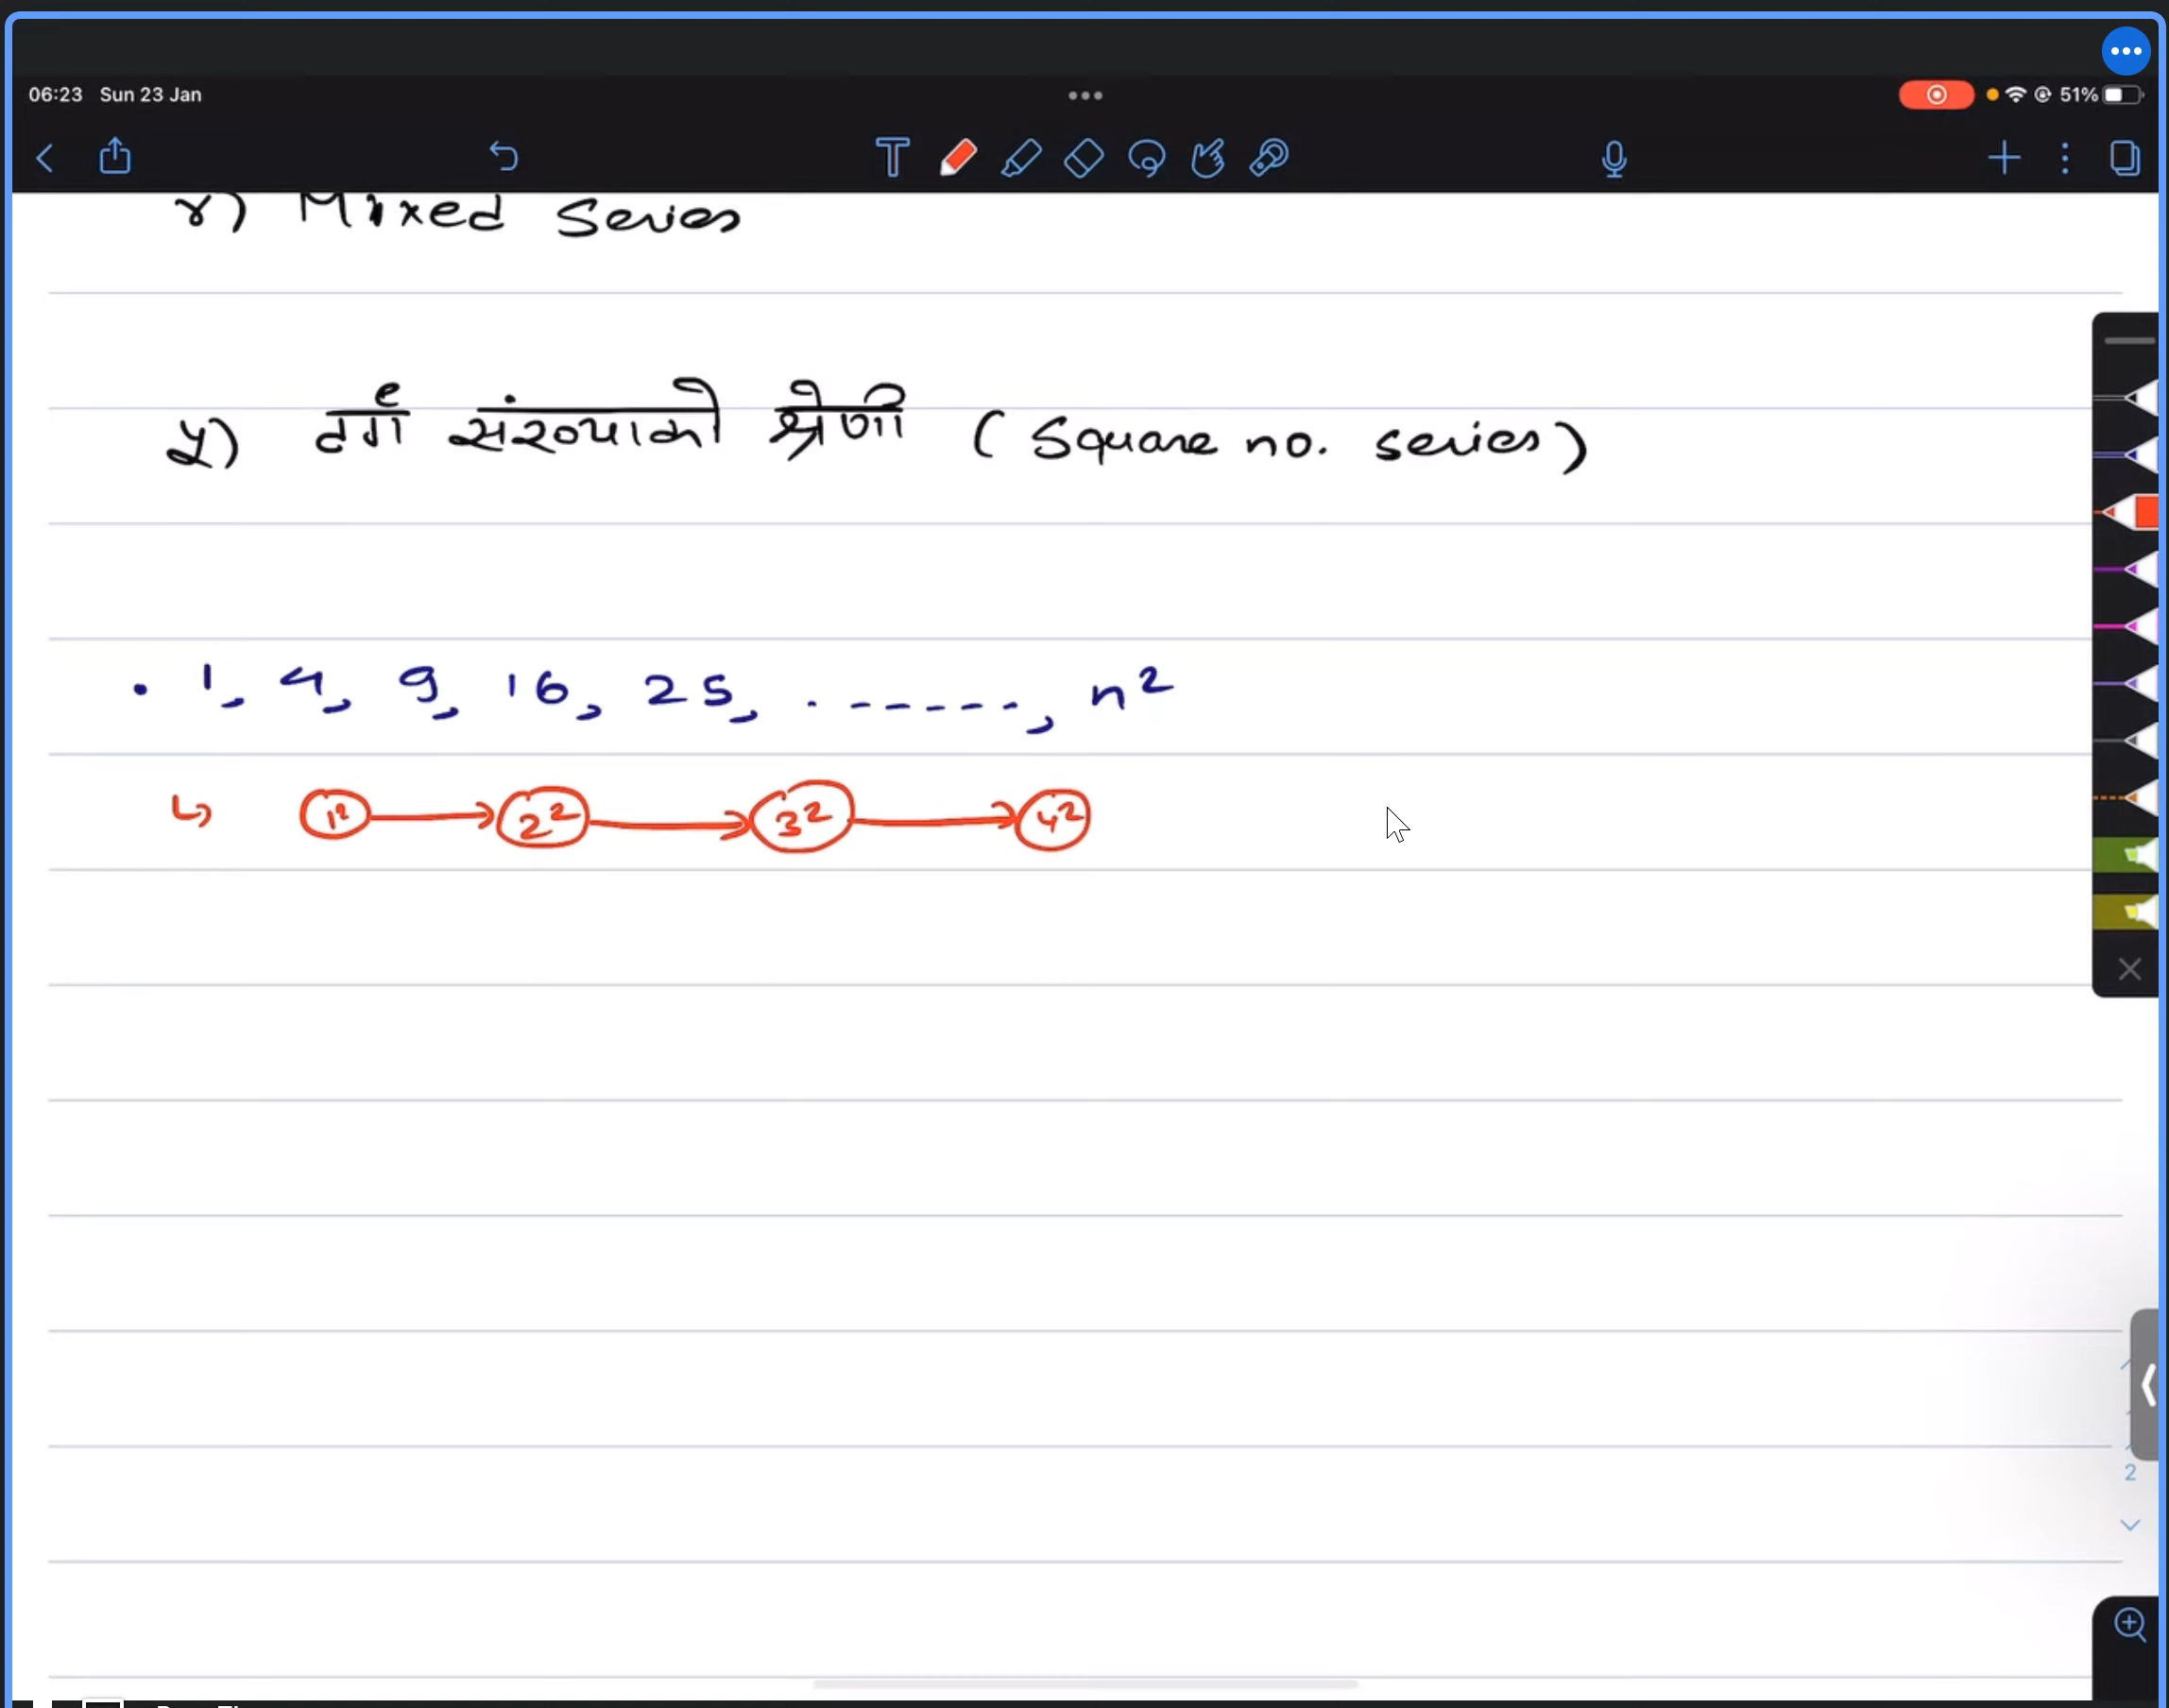 06:23 Sun 23 Jan
51%
४) Mixed Series
५) वर्ग संख्याको श्रेणी (Square no. series)
• 1, 4, 9, 16, 25, . - - - - - -, n²
↳ 1² → 2² → 3² → 4²
2